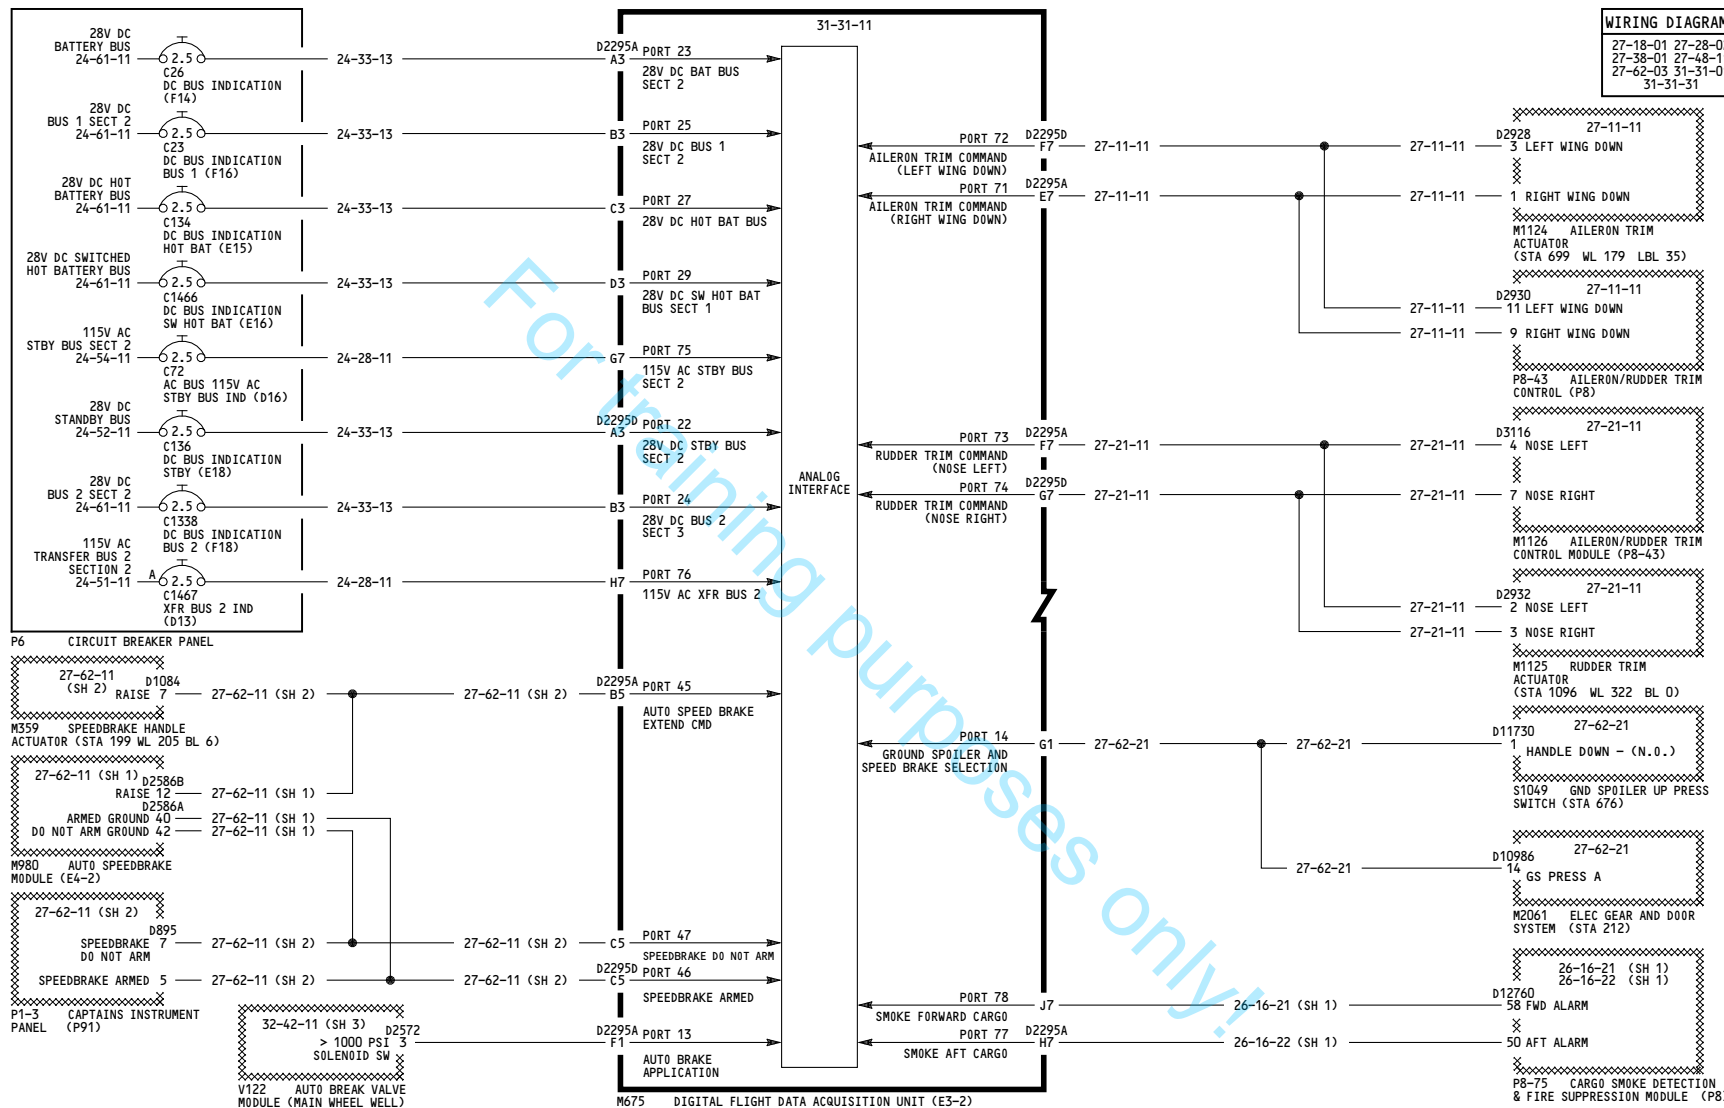 28V DC
BATTERY BUS
24-61-11
2.5
C26
DC BUS INDICATION
(F14)
24-33-13
28V DC
BUS 1 SECT 2
24-61-11
2.5
C23
DC BUS INDICATION
BUS 1 (F16)
24-33-13
28V DC HOT
BATTERY BUS
24-61-11
2.5
C134
DC BUS INDICATION
HOT BAT (E15)
24-33-13
28V DC SWITCHED
HOT BATTERY BUS
24-61-11
2.5
C1466
DC BUS INDICATION
SW HOT BAT (E16)
24-33-13
115V AC
STBY BUS SECT 2
24-54-11
2.5
C72
AC BUS 115V AC
STBY BUS IND (D16)
24-28-11
28V DC
STANDBY BUS
24-52-11
2.5
C136
DC BUS INDICATION
STBY (E18)
24-33-13
28V DC
BUS 2 SECT 2
24-61-11
2.5
C1338
DC BUS INDICATION
BUS 2 (F18)
24-33-13
115V AC
TRANSFER BUS 2
SECTION 2
24-51-11
A
2.5
C1467
XFR BUS 2 IND
(D13)
24-28-11
P6 CIRCUIT BREAKER PANEL
27-62-11
(SH 2)
D1084
RAISE 7
27-62-11 (SH 2)
27-62-11 (SH 2)
M359 SPEEDBRAKE HANDLE
ACTUATOR (STA 199 WL 205 BL 6)
27-62-11 (SH 1)
D2586B
RAISE 12
27-62-11 (SH 1)
D2586A
ARMED GROUND 40
27-62-11 (SH 1)
DO NOT ARM GROUND 42
27-62-11 (SH 1)
M980 AUTO SPEEDBRAKE
MODULE (E4-2)
27-62-11 (SH 2)
D895
SPEEDBRAKE 7
DO NOT ARM
27-62-11 (SH 2)
27-62-11 (SH 2)
SPEEDBRAKE ARMED 5
27-62-11 (SH 2)
27-62-11 (SH 2)
P1-3 CAPTAINS INSTRUMENT
PANEL (P91)
32-42-11 (SH 3)
D2572
> 1000 PSI 3
SOLENOID SW
V122 AUTO BREAK VALVE
MODULE (MAIN WHEEL WELL)
31-31-11
D2295A
A3
PORT 23
28V DC BAT BUS
SECT 2
B3
PORT 25
28V DC BUS 1
SECT 2
C3
PORT 27
28V DC HOT BAT BUS
D3
PORT 29
28V DC SW HOT BAT
BUS SECT 1
G7
PORT 75
115V AC STBY BUS
SECT 2
D2295D
A3
PORT 22
28V DC STBY BUS
SECT 2
B3
PORT 24
28V DC BUS 2
SECT 3
H7
PORT 76
115V AC XFR BUS 2
D2295A
B5
PORT 45
AUTO SPEED BRAKE
EXTEND CMD
C5
PORT 47
SPEEDBRAKE DO NOT ARM
D2295D
C5
PORT 46
SPEEDBRAKE ARMED
D2295A
F1
PORT 13
AUTO BRAKE
APPLICATION
ANALOG
INTERFACE
M675 DIGITAL FLIGHT DATA ACQUISITION UNIT (E3-2)
PORT 72
D2295D
F7
AILERON TRIM COMMAND
(LEFT WING DOWN)
27-11-11
27-11-11
PORT 71
D2295A
E7
AILERON TRIM COMMAND
(RIGHT WING DOWN)
27-11-11
27-11-11
27-11-11
27-11-11
PORT 73
D2295A
F7
RUDDER TRIM COMMAND
(NOSE LEFT)
27-21-11
27-21-11
PORT 74
D2295D
G7
RUDDER TRIM COMMAND
(NOSE RIGHT)
27-21-11
27-21-11
27-21-11
27-21-11
PORT 14
G1
GROUND SPOILER AND
SPEED BRAKE SELECTION
27-62-21
27-62-21
27-62-21
PORT 78
J7
SMOKE FORWARD CARGO
26-16-21 (SH 1)
PORT 77
D2295A
H7
SMOKE AFT CARGO
26-16-22 (SH 1)
WIRING DIAGRAM
27-18-01 27-28-0
27-38-01 27-48-1
27-62-03 31-31-0
31-31-31
27-11-11
D2928
3 LEFT WING DOWN
1 RIGHT WING DOWN
M1124 AILERON TRIM
ACTUATOR
(STA 699 WL 179 LBL 35)
27-11-11
D2930
11 LEFT WING DOWN
9 RIGHT WING DOWN
P8-43 AILERON/RUDDER TRIM
CONTROL (P8)
27-21-11
D3116
4 NOSE LEFT
7 NOSE RIGHT
M1126 AILERON/RUDDER TRIM
CONTROL MODULE (P8-43)
27-21-11
D2932
2 NOSE LEFT
3 NOSE RIGHT
M1125 RUDDER TRIM
ACTUATOR
(STA 1096 WL 322 BL 0)
27-62-21
D11730
1
HANDLE DOWN - (N.O.)
S1049 GND SPOILER UP PRESS
SWITCH (STA 676)
27-62-21
D10986
14
GS PRESS A
M2061 ELEC GEAR AND DOOR
SYSTEM (STA 212)
26-16-21 (SH 1)
26-16-22 (SH 1)
D12760
58 FWD ALARM
50 AFT ALARM
P8-75 CARGO SMOKE DETECTION
& FIRE SUPPRESSION MODULE (P8
For training purposes only!